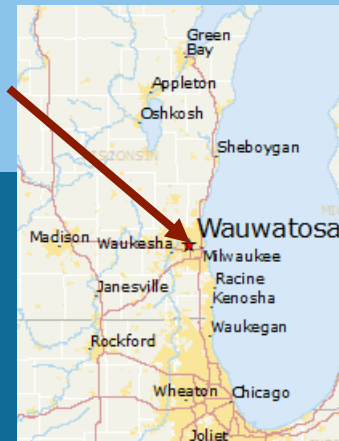 Green
Bay
Appleton
Oshkosh
Sheboygan
Wauwatosa
Madison
Waukesha
Milwaukee
Racine
Janesville
Kenosha
Waukegan
Rockford
Wheaton
Chicago
Joliet